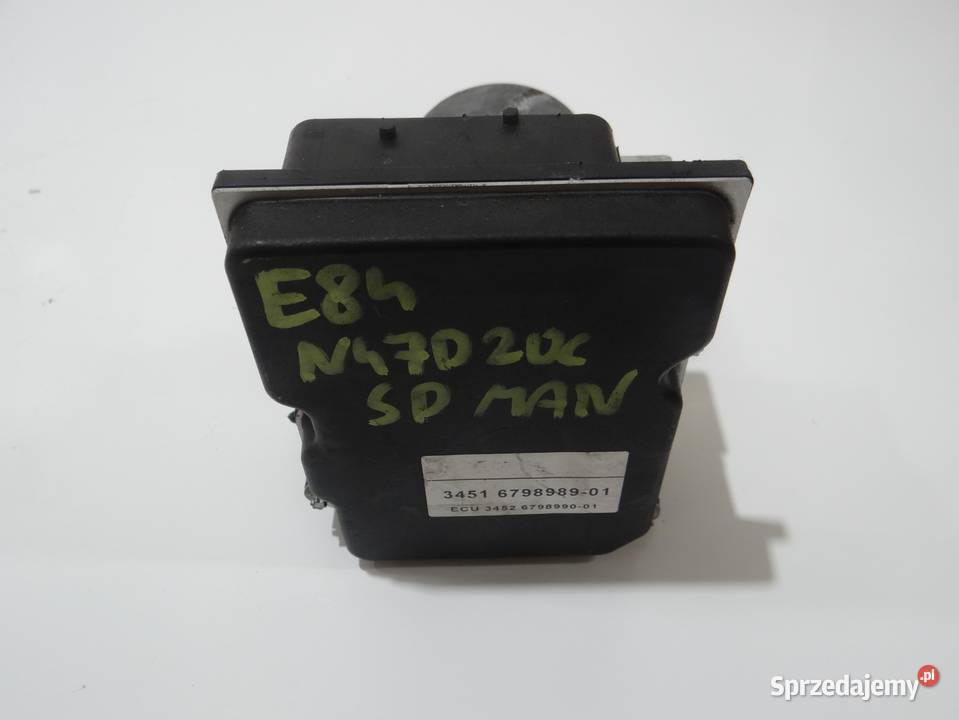 E84
N47D20C
SD MAN
3451 6798989-01
ECU 3452 6798990-01
Sprzedajemy.pl